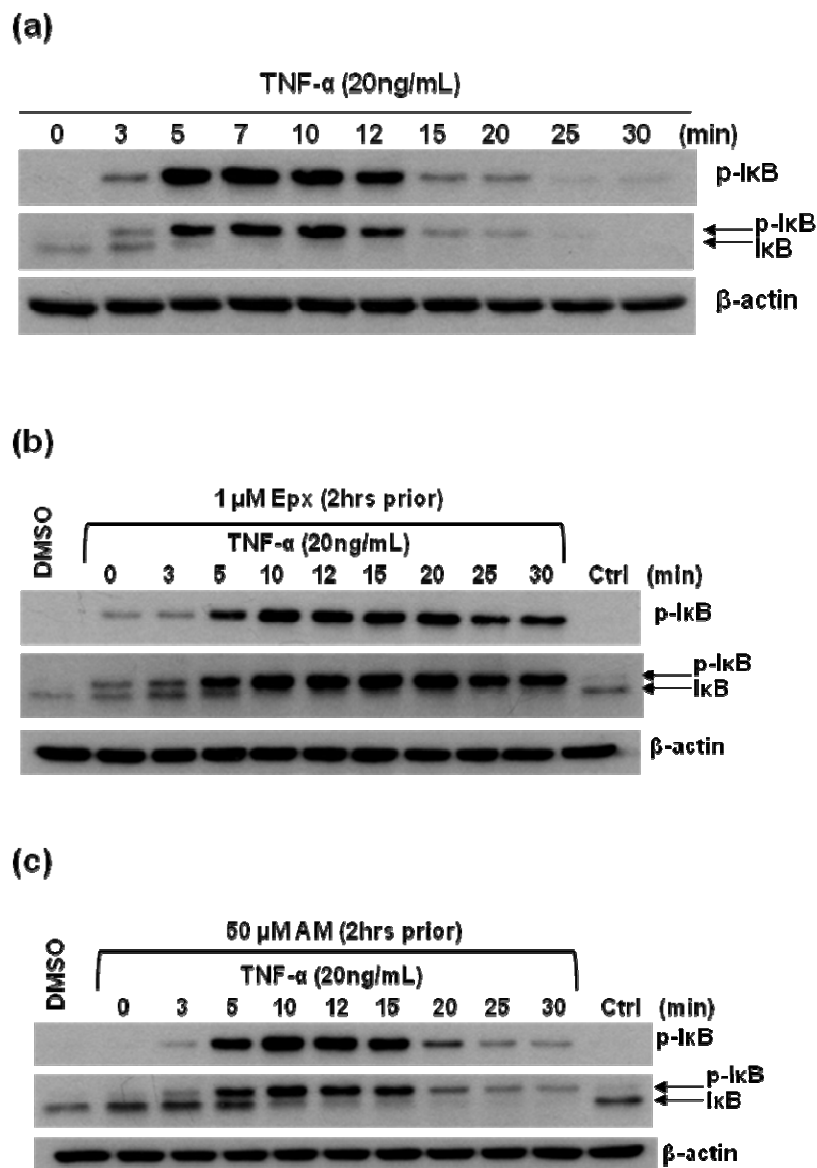 (a)
TNF-α (20ng/mL)
0 3 5 7 10 12 15 20 25 30 (min)
p-IκB
p-IκB
IκB
β-actin
(b)
1 µM Epx (2hrs prior)
DMSO
TNF-α (20ng/mL)
0 3 5 10 12 15 20 25 30 Ctrl (min)
p-IκB
p-IκB
IκB
β-actin
(c)
50 µM AM (2hrs prior)
DMSO
TNF-α (20ng/mL)
0 3 5 10 12 15 20 25 30 Ctrl (min)
p-IκB
p-IκB
IκB
β-actin